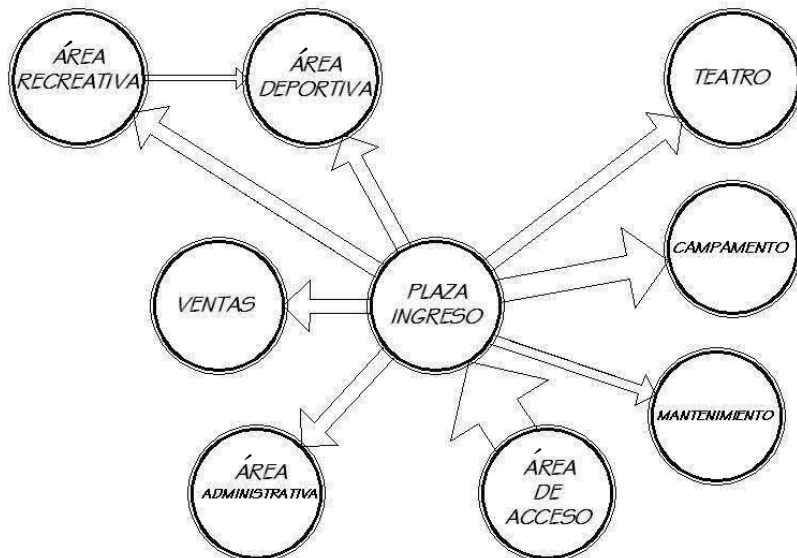 ÁREA
RECREATIVA
ÁREA
DEPORTIVA
TEATRO
CAMPAMENTO
VENTAS
PLAZA
INGRESO
MANTENIMIENTO
ÁREA
ADMINISTRATIVA
ÁREA
DE
ACCESO